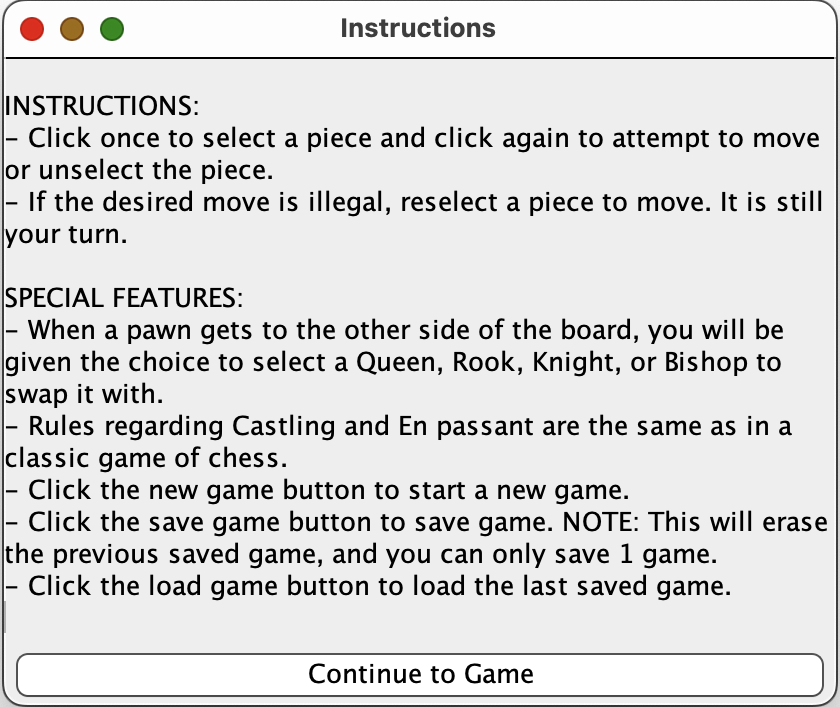 Instructions
INSTRUCTIONS:
– Click once to select a piece and click again to attempt to move
or unselect the piece.
– If the desired move is illegal, reselect a piece to move. It is still
your turn.
SPECIAL FEATURES:
– When a pawn gets to the other side of the board, you will be
given the choice to select a Queen, Rook, Knight, or Bishop to
swap it with.
– Rules regarding Castling and En passant are the same as in a
classic game of chess.
– Click the new game button to start a new game.
– Click the save game button to save game. NOTE: This will erase
the previous saved game, and you can only save 1 game.
– Click the load game button to load the last saved game.
Continue to Game